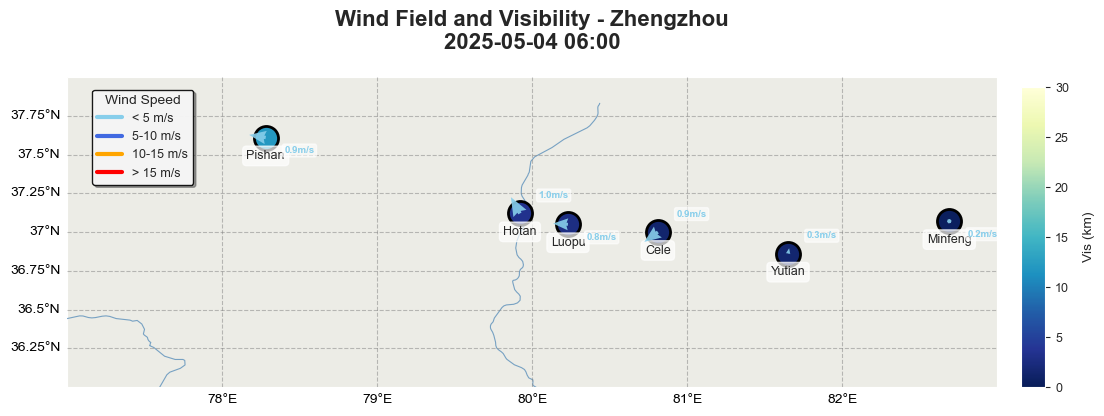 Wind Field and Visibility - Zhengzhou
2025-05-04 06:00
Wind Speed
< 5 m/s
5-10 m/s
10-15 m/s
> 15 m/s
37.75°N
37.5°N
37.25°N
37°N
36.75°N
36.5°N
36.25°N
78°E
79°E
80°E
81°E
82°E
Pishan
0.9m/s
Hotan
1.0m/s
Luopu
0.8m/s
Cele
0.9m/s
Yutian
0.3m/s
Minfeng
0.2m/s
30
25
20
15
10
5
0
Vis (km)